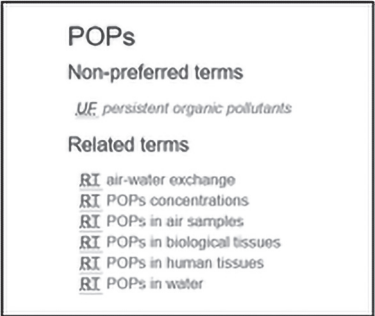 POPs
Non-preferred terms
UF persistent organic pollutants
Related terms
RT air-water exchange
RT POPs concentrations
RT POPs in air samples
RT POPs in biological tissues
RT POPs in human tissues
RT POPs in water